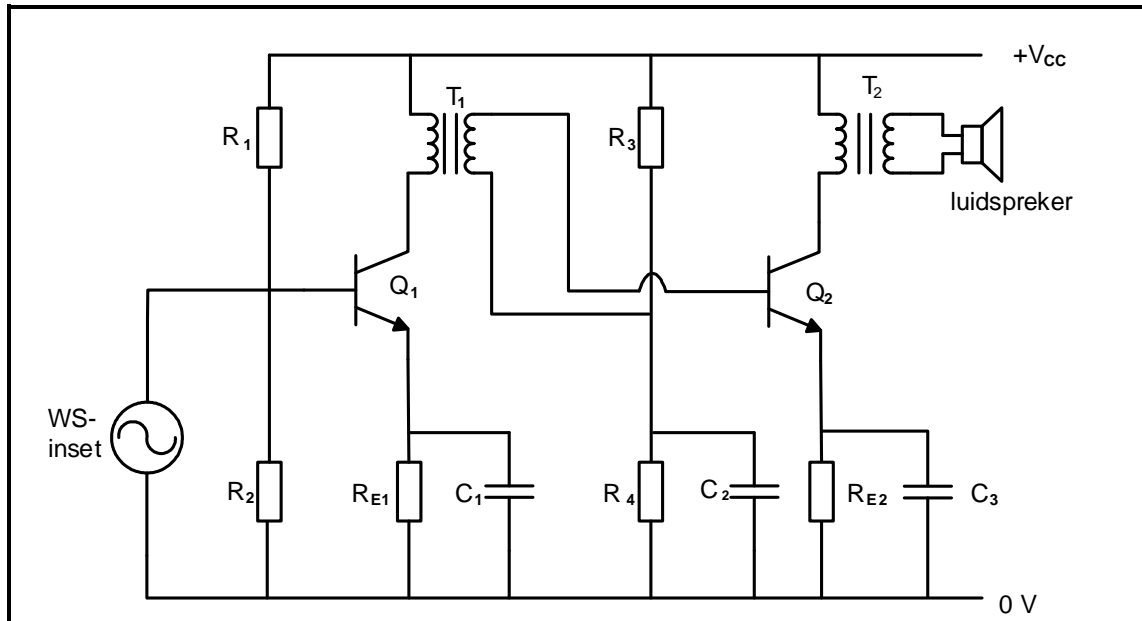 +VCC
T1
T2
R1
R3
luidspreker
Q1
Q2
WS-
inset
R2
RE1
C1
R4
C2
RE2
C3
0 V